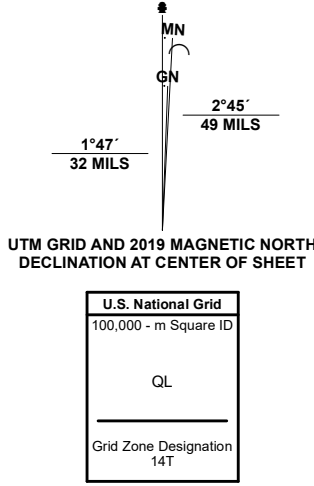 MN
GN
2°45´
49 MILS
1°47´
32 MILS
UTM GRID AND 2019 MAGNETIC NORTH
DECLINATION AT CENTER OF SHEET
U.S. National Grid
100,000 - m Square ID
QL
Grid Zone Designation
14T